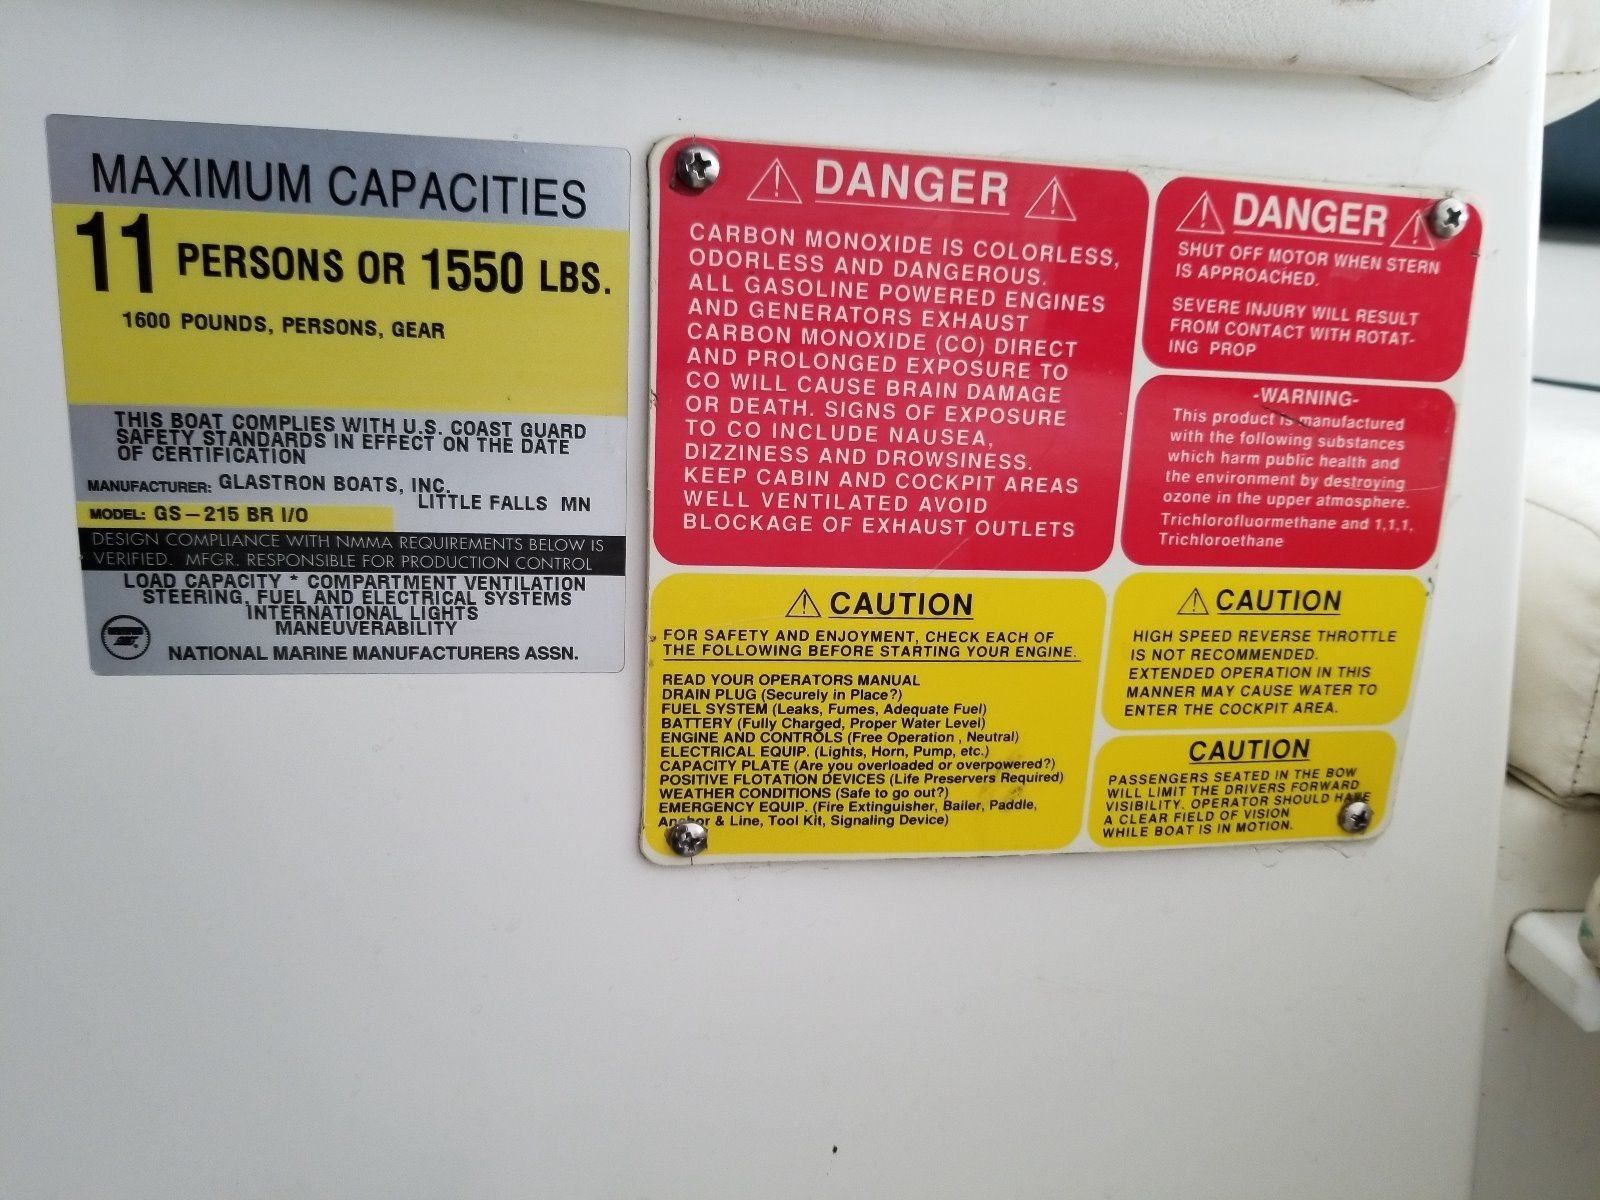 MAXIMUM CAPACITIES
11 PERSONS OR 1550 LBS.
1600 POUNDS, PERSONS, GEAR
THIS BOAT COMPLIES WITH U.S. COAST GUARD
SAFETY STANDARDS IN EFFECT ON THE DATE
OF CERTIFICATION
MANUFACTURER: GLASTRON BOATS, INC.
LITTLE FALLS MN
MODEL: GS-215 BR I/O
DESIGN COMPLIANCE WITH NMMA REQUIREMENTS BELOW IS
VERIFIED. MFGR. RESPONSIBLE FOR PRODUCTION CONTROL
LOAD CAPACITY * COMPARTMENT VENTILATION
STEERING, FUEL AND ELECTRICAL SYSTEMS
INTERNATIONAL LIGHTS
MANEUVERABILITY
NATIONAL MARINE MANUFACTURERS ASSN.
DANGER
CARBON MONOXIDE IS COLORLESS,
ODORLESS AND DANGEROUS.
ALL GASOLINE POWERED ENGINES
AND GENERATORS EXHAUST
CARBON MONOXIDE (CO) DIRECT
AND PROLONGED EXPOSURE TO
CO WILL CAUSE BRAIN DAMAGE
OR DEATH. SIGNS OF EXPOSURE
TO CO INCLUDE NAUSEA,
DIZZINESS AND DROWSINESS.
KEEP CABIN AND COCKPIT AREAS
WELL VENTILATED AVOID
BLOCKAGE OF EXHAUST OUTLETS
DANGER
SHUT OFF MOTOR WHEN STERN
IS APPROACHED.
SEVERE INJURY WILL RESULT
FROM CONTACT WITH ROTAT-
ING PROP
-WARNING-
This product is manufactured
with the following substances
which harm public health and
the environment by destroying
ozone in the upper atmosphere.
Trichlorofluormethane and 1,1,1,
Trichloroethane
CAUTION
FOR SAFETY AND ENJOYMENT, CHECK EACH OF
THE FOLLOWING BEFORE STARTING YOUR ENGINE.
READ YOUR OPERATORS MANUAL
DRAIN PLUG (Securely in Place?)
FUEL SYSTEM (Leaks, Fumes, Adequate Fuel)
BATTERY (Fully Charged, Proper Water Level)
ENGINE AND CONTROLS (Free Operation , Neutral)
ELECTRICAL EQUIP. (Lights, Horn, Pump, etc.)
CAPACITY PLATE (Are you overloaded or overpowered?)
POSITIVE FLOTATION DEVICES (Life Preservers Required)
WEATHER CONDITIONS (Safe to go out?)
EMERGENCY EQUIP. (Fire Extinguisher, Bailer, Paddle,
Anchor & Line, Tool Kit, Signaling Device)
CAUTION
HIGH SPEED REVERSE THROTTLE
IS NOT RECOMMENDED.
EXTENDED OPERATION IN THIS
MANNER MAY CAUSE WATER TO
ENTER THE COCKPIT AREA.
CAUTION
PASSENGERS SEATED IN THE BOW
WILL LIMIT THE DRIVERS FORWARD
VISIBILITY. OPERATOR SHOULD HAVE
A CLEAR FIELD OF VISION
WHILE BOAT IS IN MOTION.